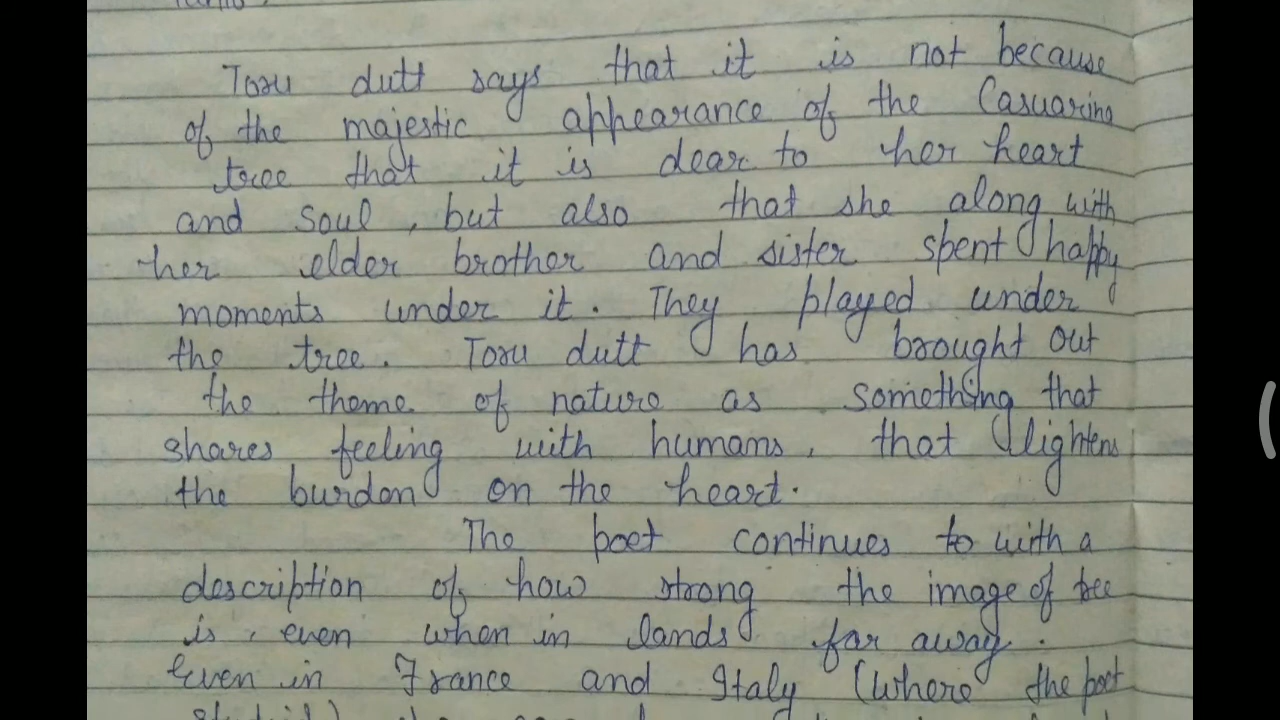 Toru dutt says that it is not because
of the majestic appearance of the Casuarina
tree that it is dear to her heart
and soul, but also that she along with
her elder brother and sister spent happy
moments under it. They played under
the tree. Toru dutt has brought out
the theme of nature as something that
shares feeling with humans, that lightens
the burdon on the heart.
The poet continues to with a
description of how strong the image of tree
is, even when in lands far away.
Even in France and Italy (where the poet